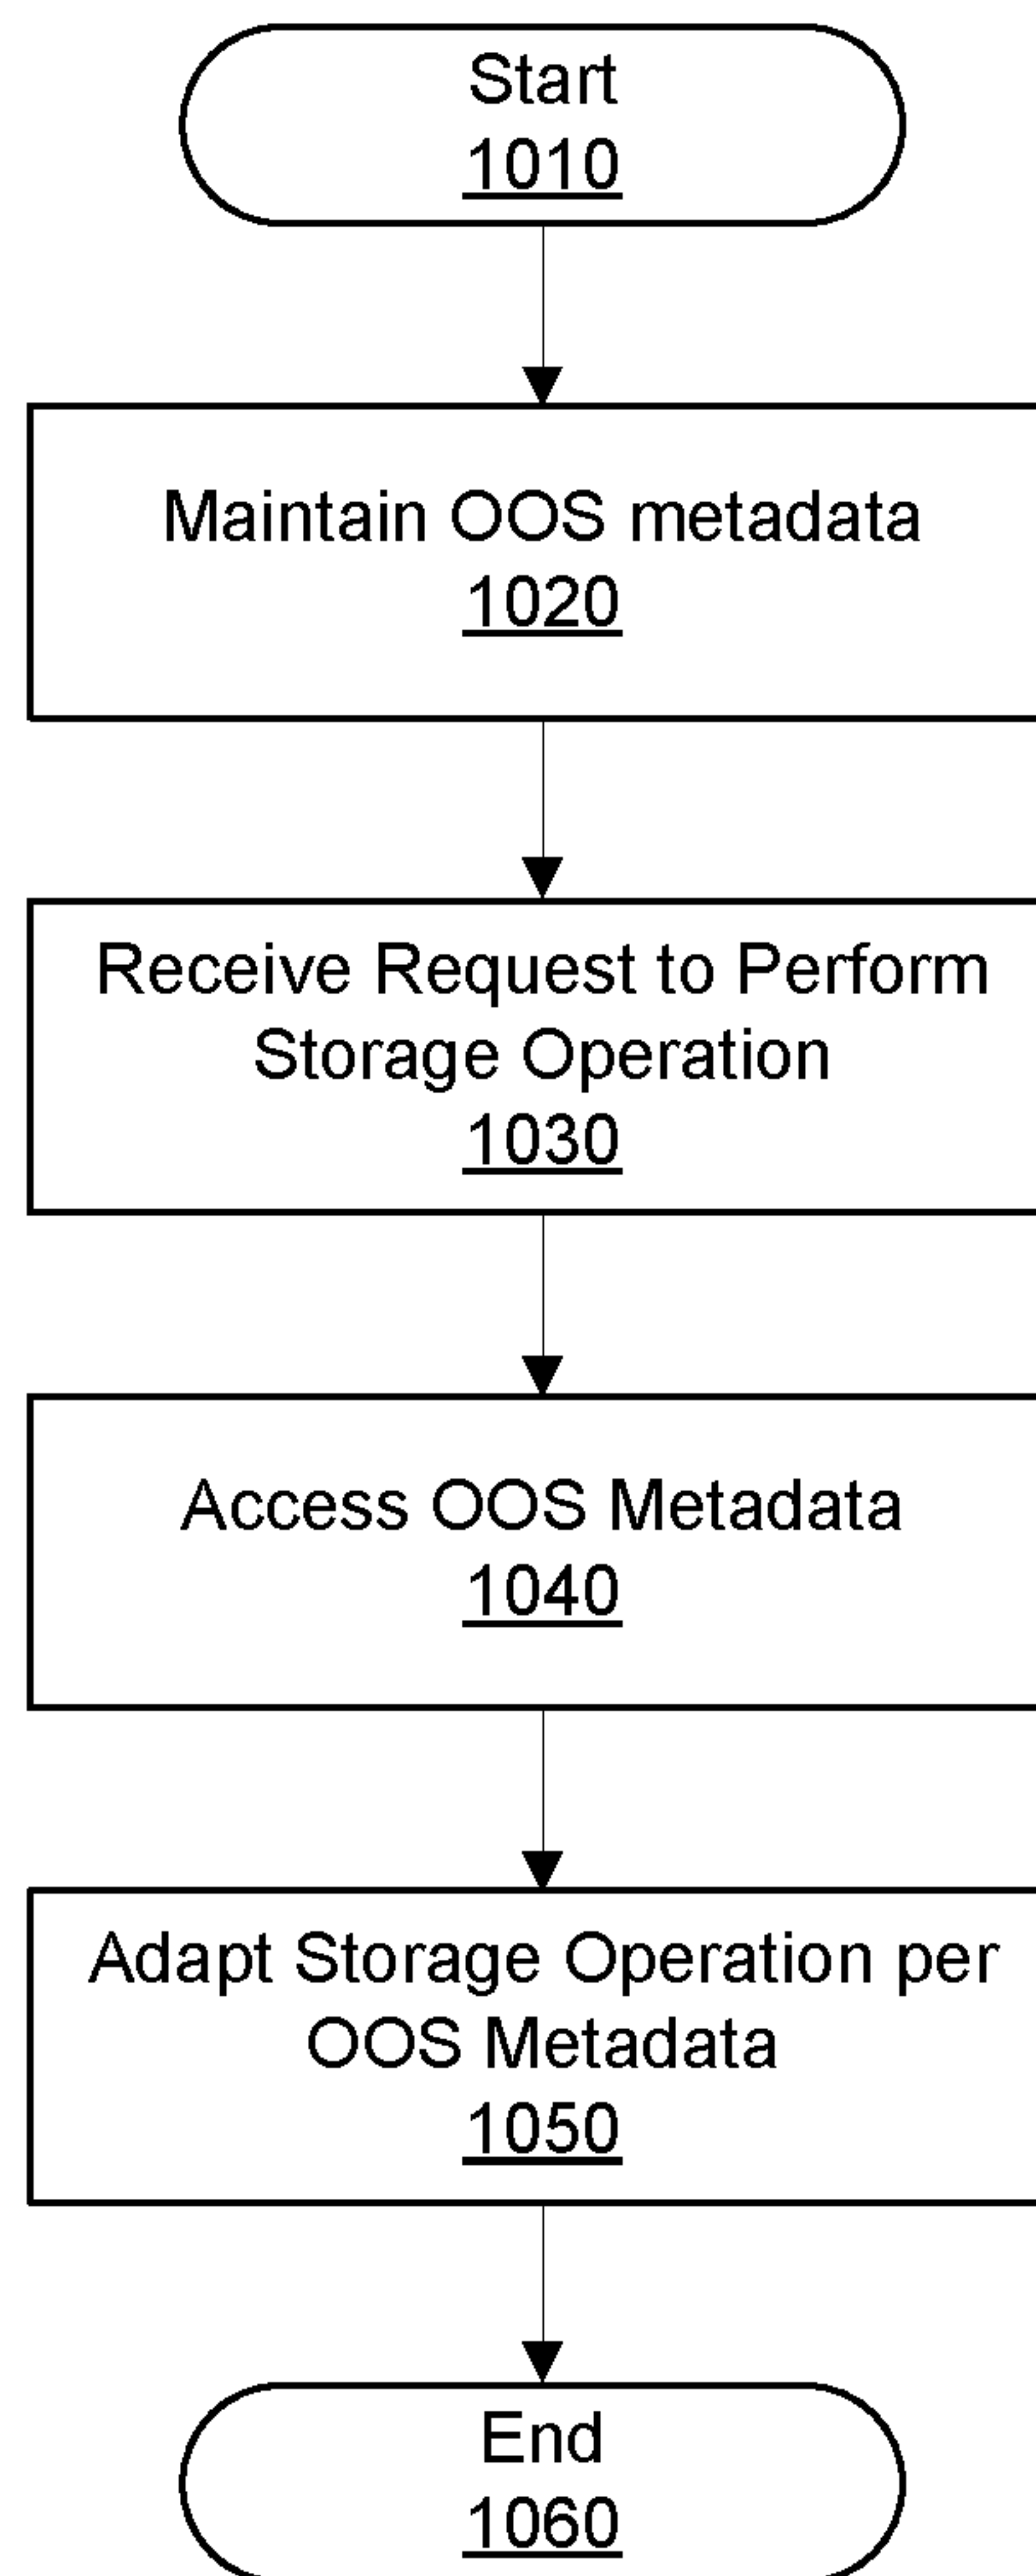 Start
1010
Maintain OOS metadata
1020
Receive Request to Perform
Storage Operation
1030
Access OOS Metadata
1040
Adapt Storage Operation per
OOS Metadata
1050
End
1060